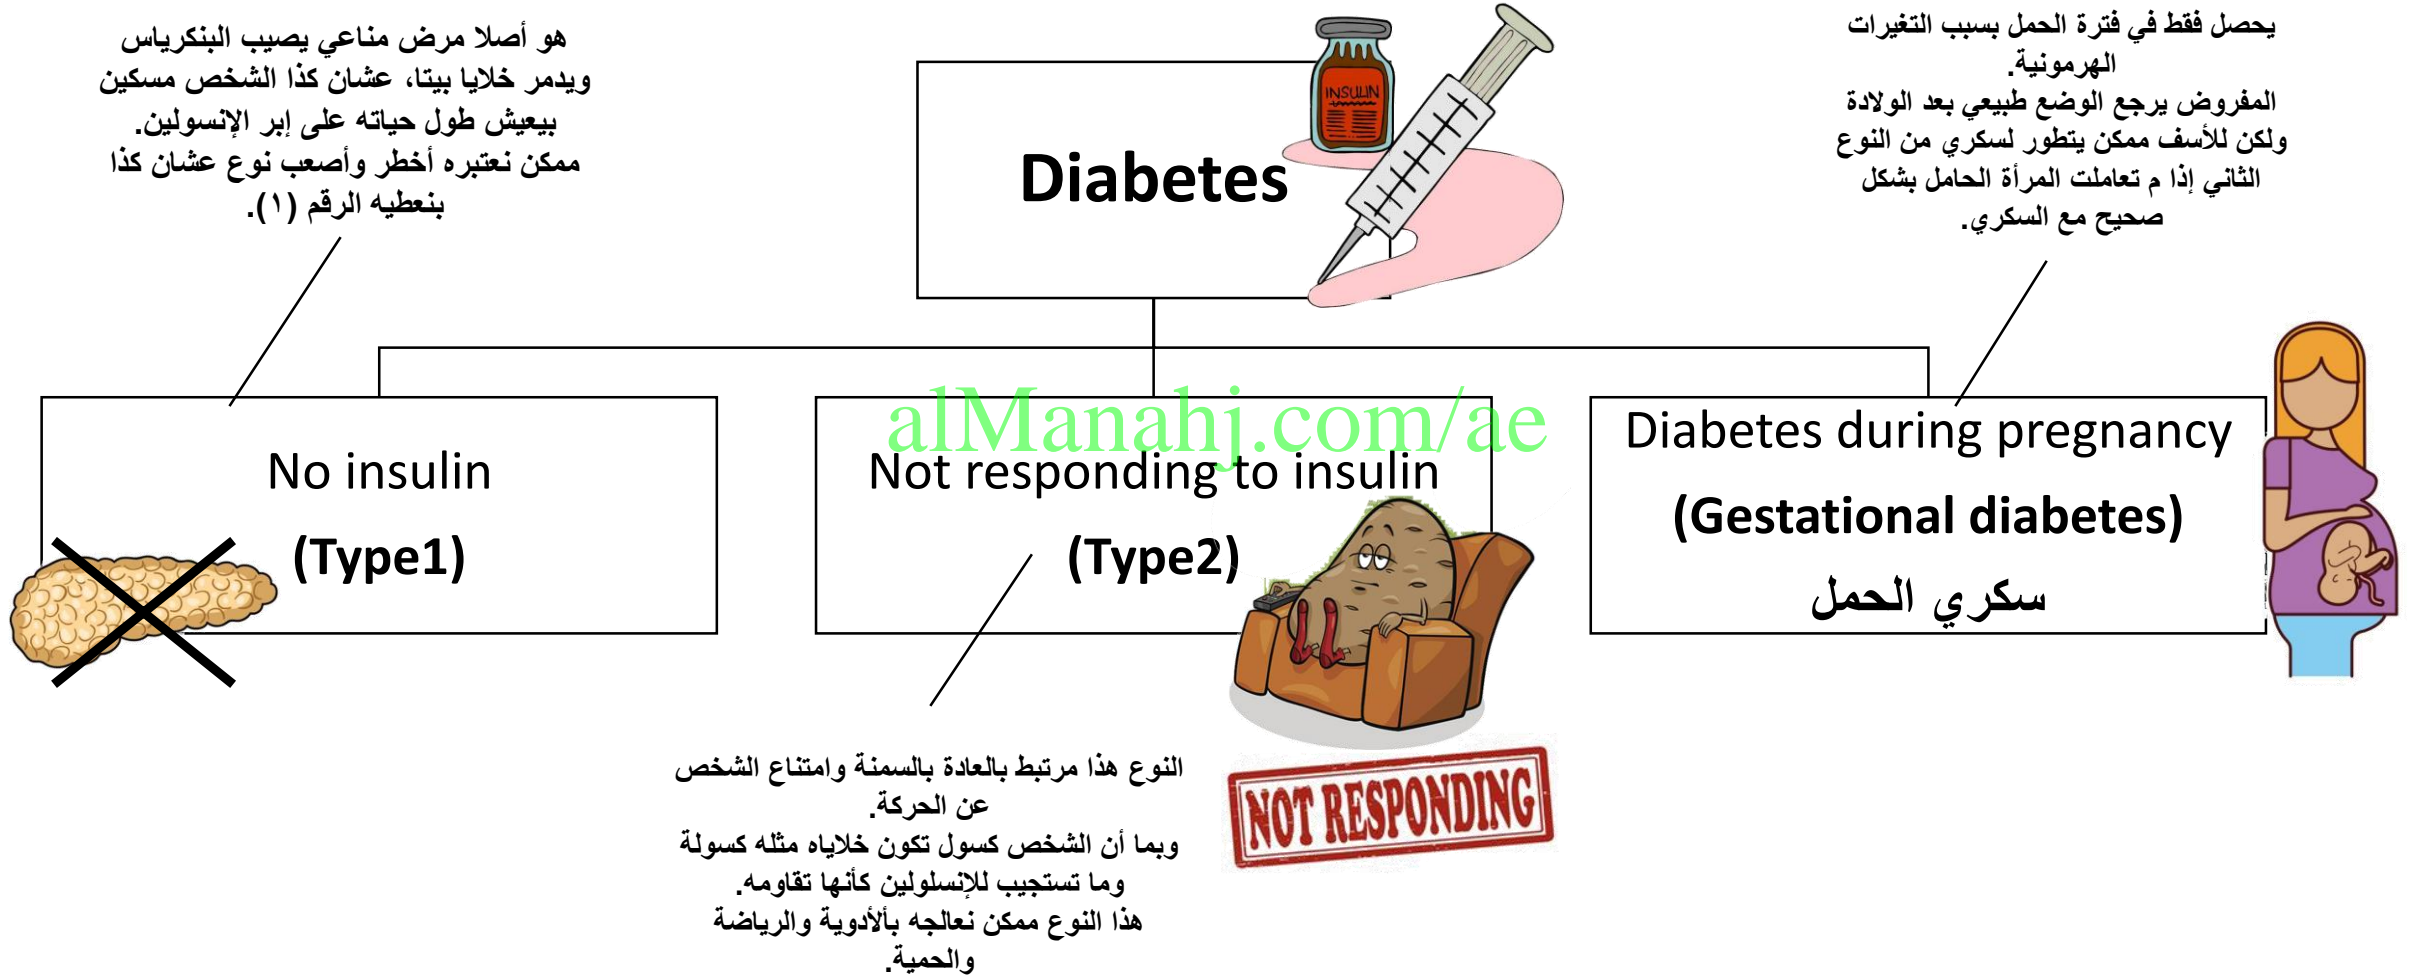 هو أصلا مرض مناعي يصيب البنكرياس
ويدمر خلايا بيتا، عشان كذا الشخص مسكين
بيعيش طول حياته على إبر الإنسولين.
ممكن نعتبره أخطر وأصعب نوع عشان كذا
بنعطيه الرقم (١).
Diabetes
INSULIN
يحصل فقط في فترة الحمل بسبب التغيرات
الهرمونية.
المفروض يرجع الوضع طبيعي بعد الولادة
ولكن للأسف ممكن يتطور لسكري من النوع
الثاني إذا م تعاملت المرأة الحامل بشكل
صحيح مع السكري.
alManahj.com/ae
No insulin
(Type1)
Not responding to insulin
(Type2)
Diabetes during pregnancy
(Gestational diabetes)
سكري الحمل
النوع هذا مرتبط بالعادة بالسمنة وامتناع الشخص
عن الحركة.
وبما أن الشخص كسول تكون خلاياه مثله كسولة
وما تستجيب للإنسلولين كأنها تقاومه.
هذا النوع ممكن نعالجه بألأدوية والرياضة
والحمية.
NOT RESPONDING